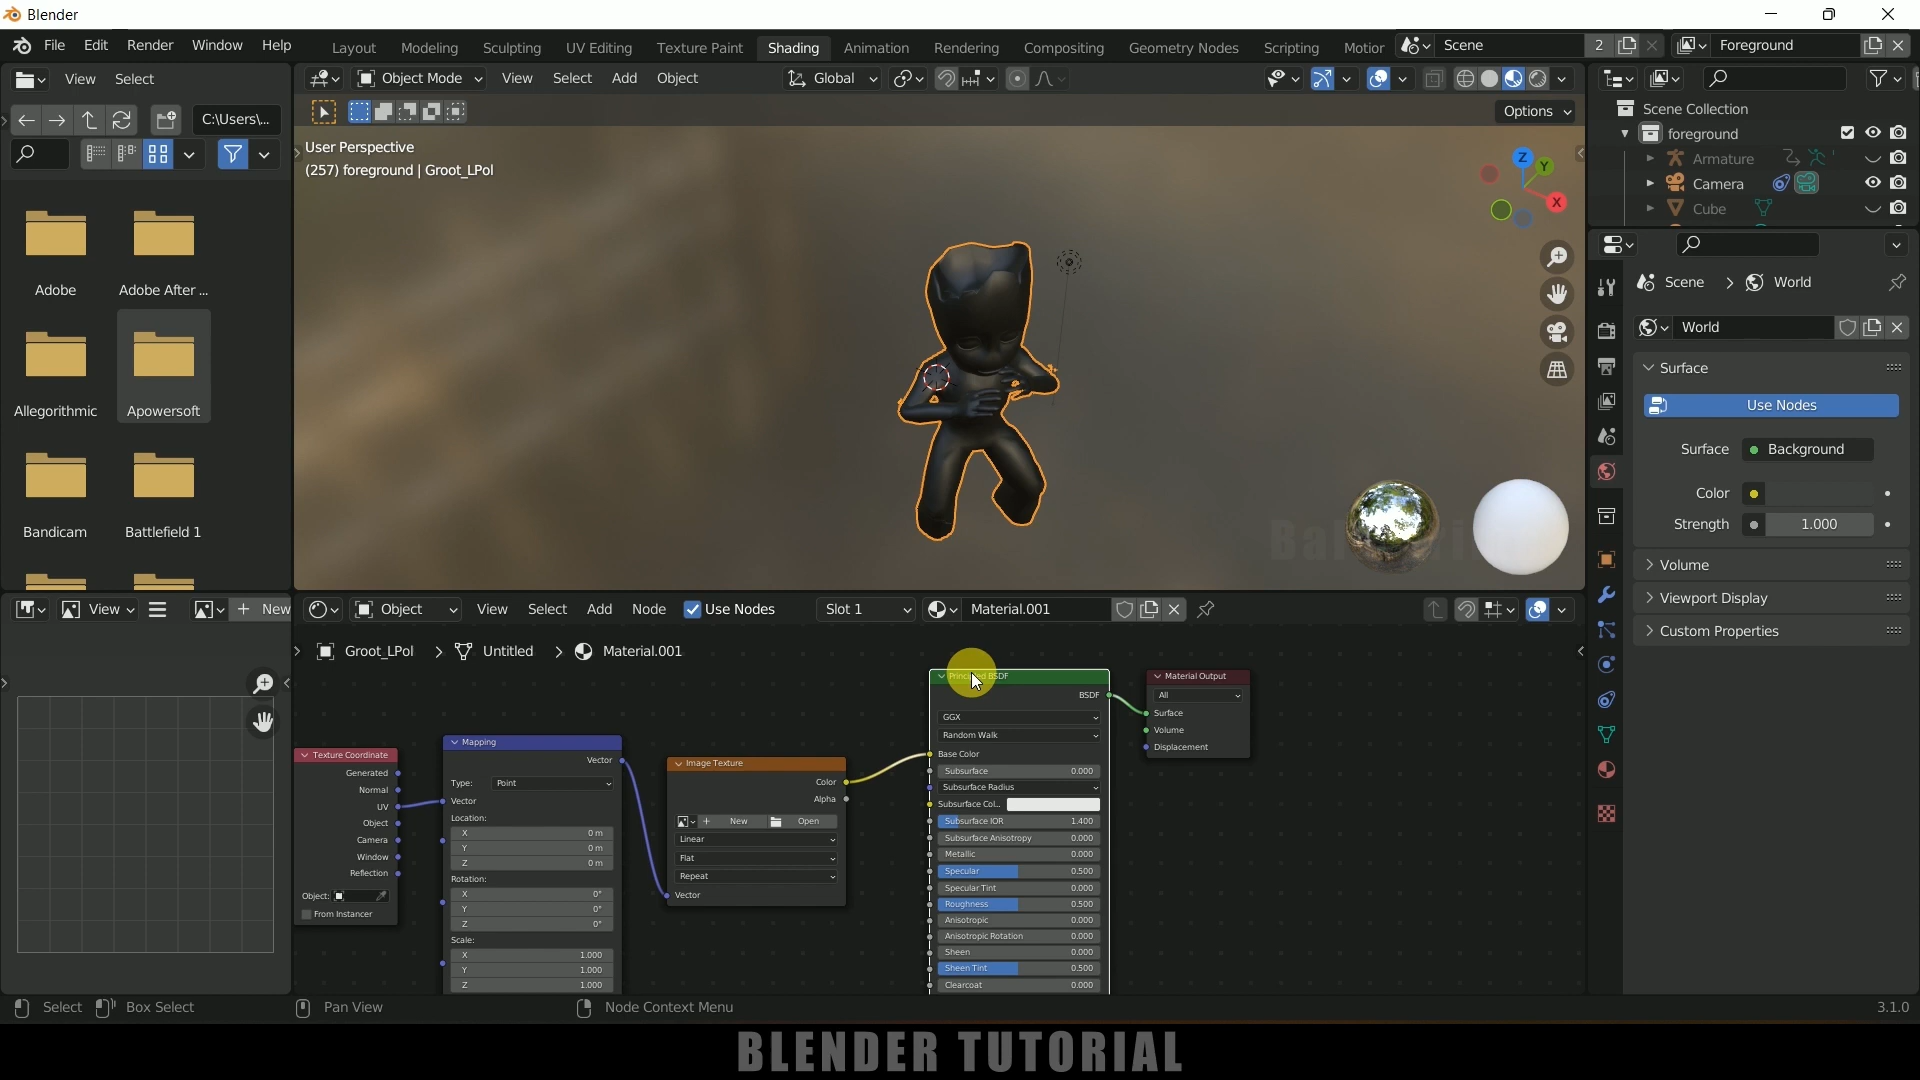 Blender
File Edit Render Window Help
Layout Modeling Sculpting UV Editing Texture Paint Shading Animation Rendering Compositing Geometry Nodes Scripting Motior
Scene 2
Foreground
View Select
Object Mode View Select Add Object Global
C:\Users\...
Options
User Perspective
(257) foreground | Groot_LPol
Z Y X
Adobe Adobe After ...
Allegorithmic Apowersoft
Bandicam Battlefield 1
Scene Collection
foreground
Armature
Camera
Cube
Scene > World
World
Surface
Use Nodes
Surface Background
Color
Strength 1.000
Volume
Viewport Display
Custom Properties
View New
Object View Select Add Node Use Nodes Slot 1 Material.001
Groot_LPol > Untitled > Material.001
Texture Coordinate
Generated
Normal
UV
Object
Camera
Window
Reflection
Object:
From Instancer
Mapping
Vector
Type: Point
Vector
Location:
X 0 m
Y 0 m
Z 0 m
Rotation:
X 0°
Y 0°
Z 0°
Scale:
X 1.000
Y 1.000
Z 1.000
Image Texture
Color
Alpha
New Open
Linear
Flat
Repeat
Vector
BSDF
BSDF
GGX
Random Walk
Base Color
Subsurface 0.000
Subsurface Radius
Subsurface Col...
Subsurface IOR 1.400
Subsurface Anisotropy 0.000
Metallic 0.000
Specular 0.500
Specular Tint 0.000
Roughness 0.500
Anisotropic 0.000
Anisotropic Rotation 0.000
Sheen 0.000
Sheen Tint 0.500
Clearcoat 0.000
Material Output
All
Surface
Volume
Displacement
Select Box Select Pan View Node Context Menu 3.1.0
BLENDER TUTORIAL